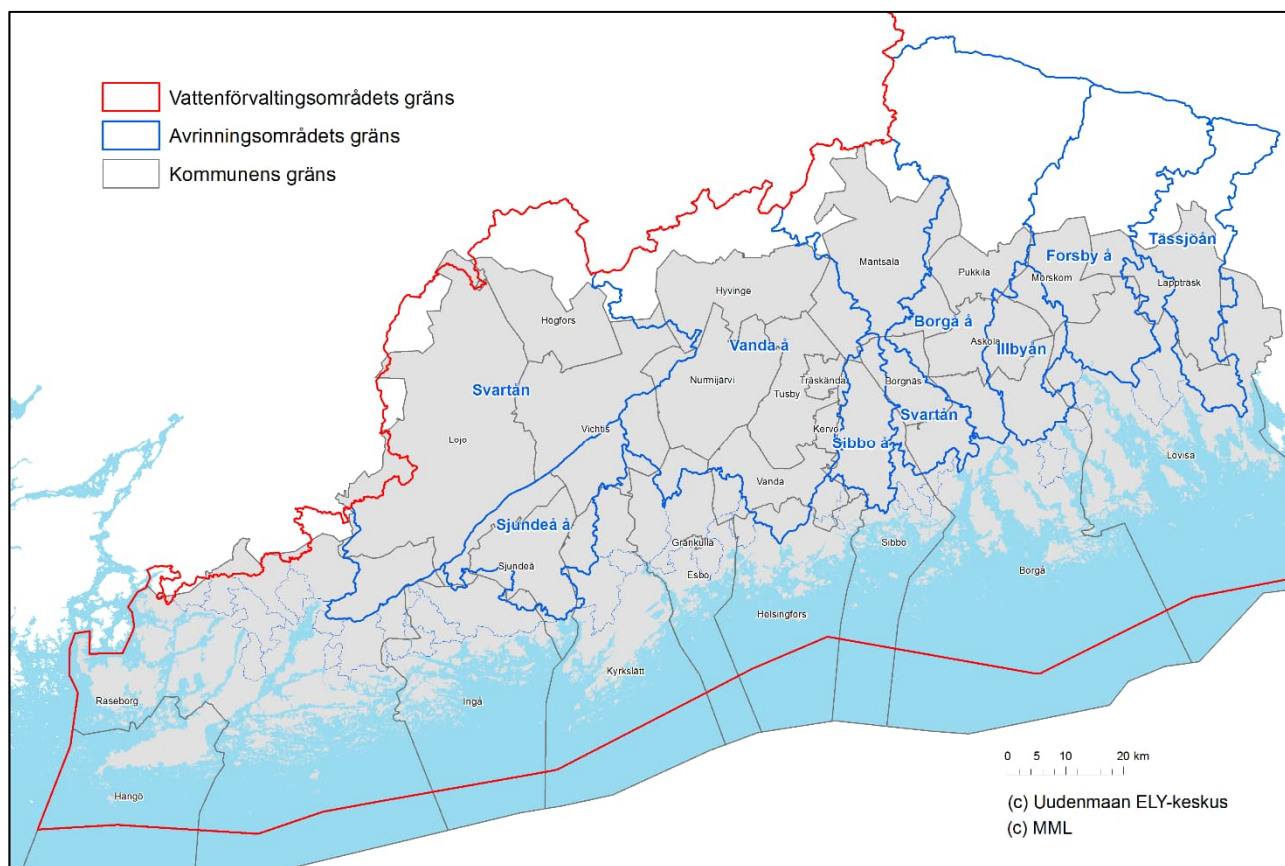 Vattenförvaltingsområdets gräns
Avrinningsområdets gräns
Kommunens gräns
Tässjöån
Forsby å
Mantsala
Pukkila
Mörskom
Lappträsk
Hyvinge
Högfors
Borgå å
Askola
Illbyån
Vanda å
Svartån
Nurmijärvi
Träskända
Borgnäs
Tusby
Svartån
Vichtis
Kervo
Lojo
Sibbo å
Lovisa
Vanda
Sjundeå å
Grankulla
Sibbo
Sjundeå
Esbo
Borgå
Helsingfors
Kyrkslätt
Raseborg
Ingå
Hangö
0 5 10 20 km
(c) Uudenmaan ELY-keskus
(c) MML